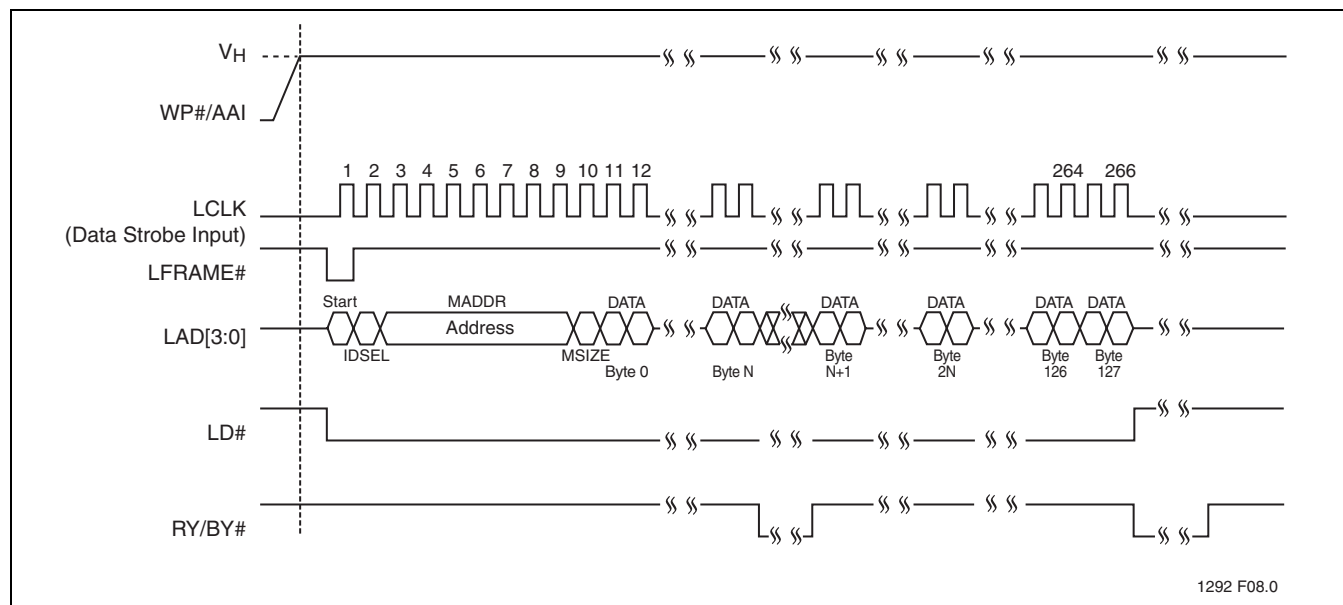 VH
WP#/AAI
1 2 3 4 5 6 7 8 9 10 11 12 264 266
LCLK
(Data Strobe Input)
LFRAME#
Start MADDR DATA DATA DATA DATA DATA DATA
LAD[3:0] Address
IDSEL MSIZE
Byte 0 Byte N Byte N+1 Byte 2N Byte 126 Byte 127
LD#
RY/BY#
1292 F08.0